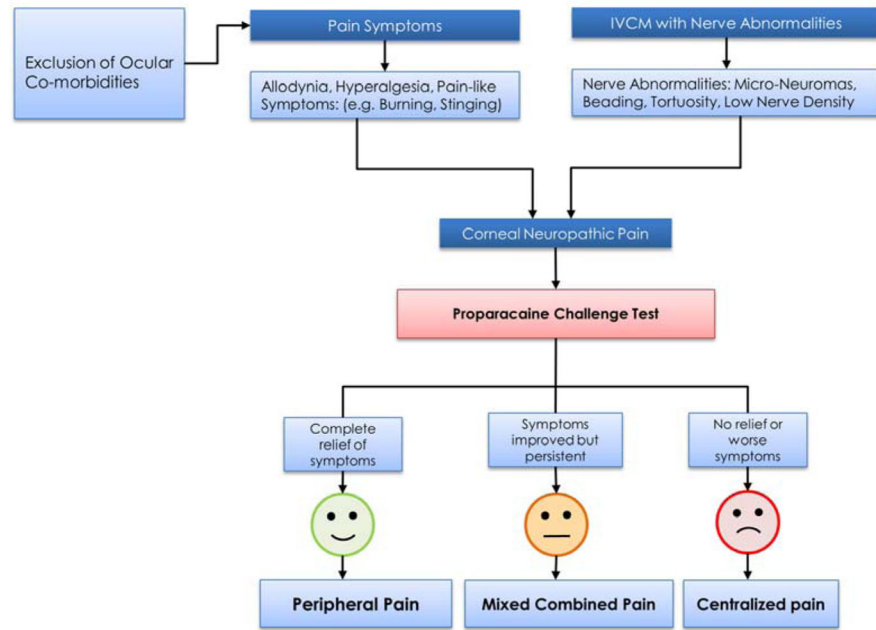 Exclusion of Ocular
Co-morbidities
Pain Symptoms
IVCM with Nerve Abnormalities
Allodynia, Hyperalgesia, Pain-like
Symptoms: (e.g. Burning, Stinging)
Nerve Abnormalities: Micro-Neuromas,
Beading, Tortuosity, Low Nerve Density
Corneal Neuropathic Pain
Proparacaine Challenge Test
Complete
relief of
symptoms
Symptoms
improved but
persistent
No relief or
worse
symptoms
Peripheral Pain
Mixed Combined Pain
Centralized pain